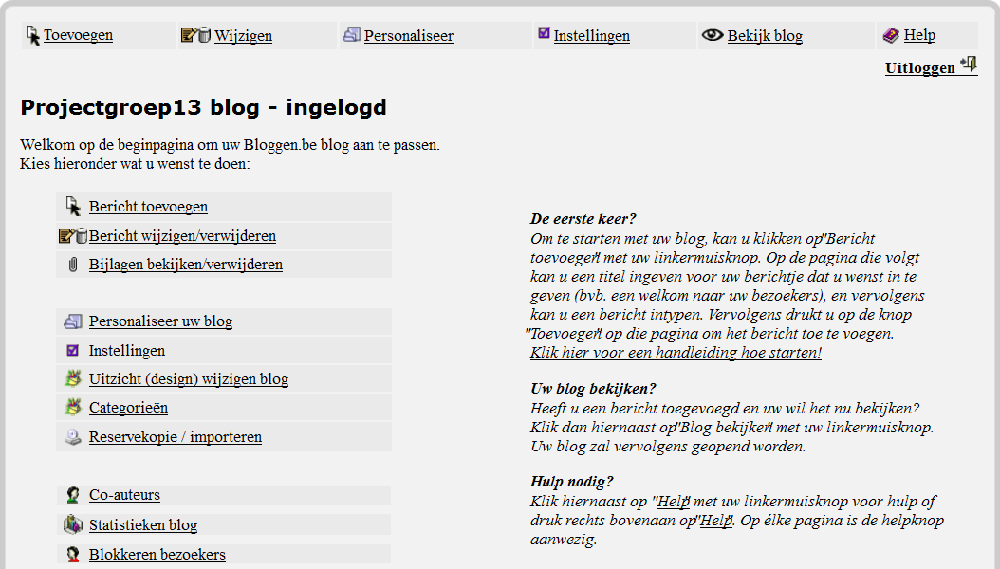 Toevoegen Wijzigen Personaliseer Instellingen Bekijk blog Help
Uitloggen
Projectgroep13 blog - ingelogd
Welkom op de beginpagina om uw Bloggen.be blog aan te passen.
Kies hieronder wat u wenst te doen:
Bericht toevoegen
Bericht wijzigen/verwijderen
Bijlagen bekijken/verwijderen
Personaliseer uw blog
Instellingen
Uitzicht (design) wijzigen blog
Categorieën
Reservekopie / importeren
Co-auteurs
Statistieken blog
Blokkeren bezoekers
De eerste keer?
Om te starten met uw blog, kan u klikken op "Bericht
toevoegen" met uw linkermuisknop. Op de pagina die volgt
kan u een titel ingeven voor uw berichtje dat u wenst in te
geven (bvb. een welkom naar uw bezoekers), en vervolgens
kan u een bericht intypen. Vervolgens drukt u op de knop
"Toevoegen" op die pagina om het bericht toe te voegen.
Klik hier voor een handleiding hoe starten!
Uw blog bekijken?
Heeft u een bericht toegevoegd en uw wil het nu bekijken?
Klik dan hiernaast op "Blog bekijken" met uw linkermuisknop.
Uw blog zal vervolgens geopend worden.
Hulp nodig?
Klik hiernaast op "Help" met uw linkermuisknop voor hulp of
druk rechts bovenaan op "Help". Op élke pagina is de helpknop
aanwezig.